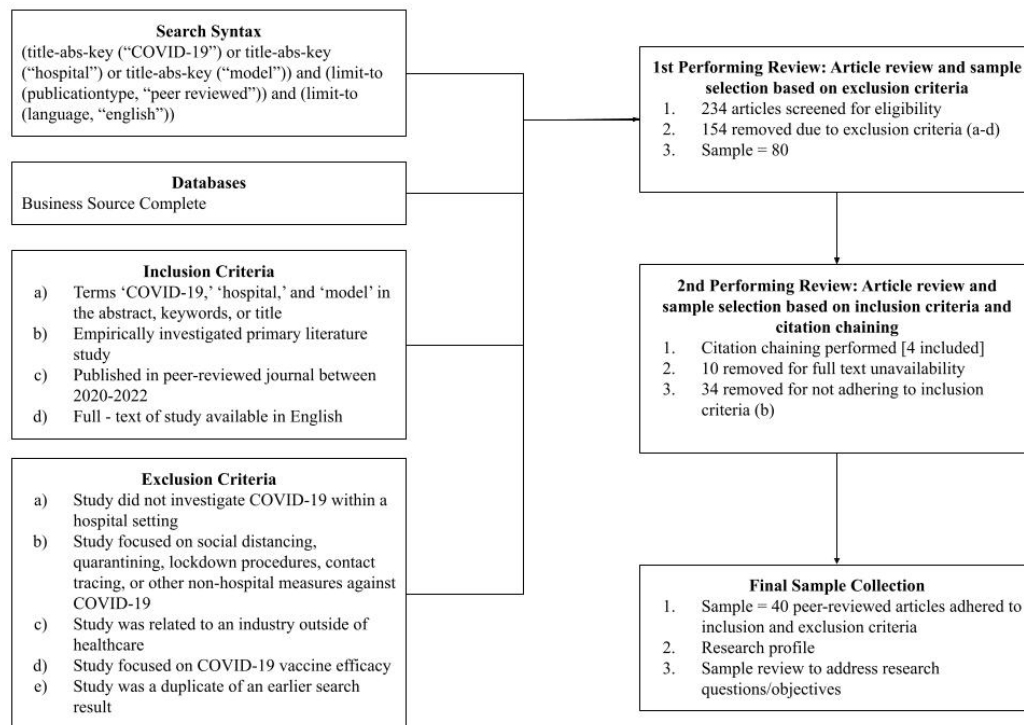 Search Syntax
(title-abs-key (“COVID-19”) or title-abs-key
(“hospital”) or title-abs-key (“model”)) and (limit-to
(publicationtype, “peer reviewed”)) and (limit-to
(language, “english”))
Databases
Business Source Complete
Inclusion Criteria
a) Terms ‘COVID-19,’ ‘hospital,’ and ‘model’ in
the abstract, keywords, or title
b) Empirically investigated primary literature
study
c) Published in peer-reviewed journal between
2020-2022
d) Full - text of study available in English
Exclusion Criteria
a) Study did not investigate COVID-19 within a
hospital setting
b) Study focused on social distancing,
quarantining, lockdown procedures, contact
tracing, or other non-hospital measures against
COVID-19
c) Study was related to an industry outside of
healthcare
d) Study focused on COVID-19 vaccine efficacy
e) Study was a duplicate of an earlier search
result
1st Performing Review: Article review and sample
selection based on exclusion criteria
1. 234 articles screened for eligibility
2. 154 removed due to exclusion criteria (a-d)
3. Sample = 80
2nd Performing Review: Article review and
sample selection based on inclusion criteria and
citation chaining
1. Citation chaining performed [4 included]
2. 10 removed for full text unavailability
3. 34 removed for not adhering to inclusion
criteria (b)
Final Sample Collection
1. Sample = 40 peer-reviewed articles adhered to
inclusion and exclusion criteria
2. Research profile
3. Sample review to address research
questions/objectives